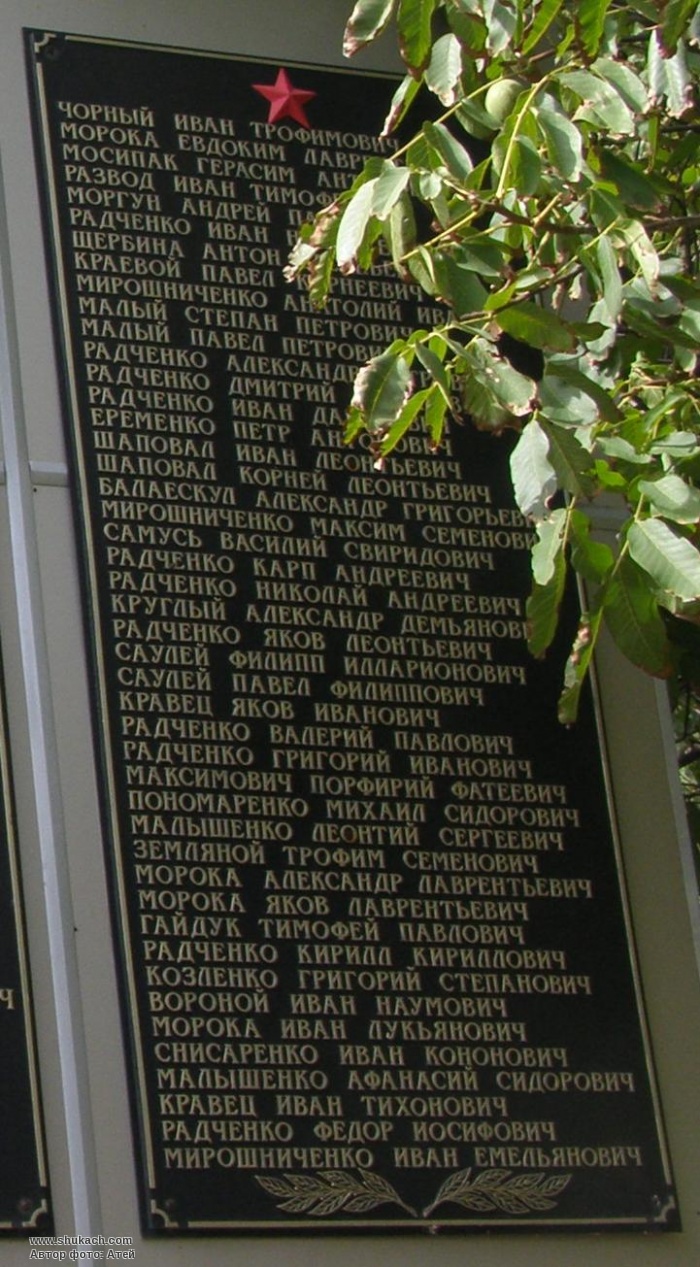 ЧОРНЫЙ ИВАН ТРОФИМОВИЧ
МОРОКА ЕВДОКИМ
МОСИПАК ГЕРАСИМ
РАЗВОД ИВАН
МОРГУН АНДРЕЙ
РАДЧЕНКО ИВАН
ЩЕРБИНА АНТОН
КРАЕВОЙ ПАВЕЛ
МИРОШНИЧЕНКО АНАТОЛИЙ
МАЛЫЙ СТЕПАН ПЕТРОВИЧ
МАЛЫЙ ПАВЕЛ
РАДЧЕНКО АЛЕКСАНДР
РАДЧЕНКО ДМИТРИЙ
РАДЧЕНКО ИВАН
ЕРЕМЕНКО ПЕТР
ШАПОВАЛ ИВАН ЛЕОНТЬЕВИЧ
ШАПОВАЛ КОРНЕЙ ЛЕОНТЬЕВИЧ
БАЛАЕСКУЛ АЛЕКСАНДР
МИРОШНИЧЕНКО МАКСИМ
САМУСЬ ВАСИЛИЙ СВИРИДОВИЧ
РАДЧЕНКО КАРП АНДРЕЕВИЧ
РАДЧЕНКО НИКОЛАЙ АНДРЕЕВИЧ
КРУГЛЫЙ АЛЕКСАНДР
РАДЧЕНКО ЯКОВ ЛЕОНТЬЕВИЧ
САУЛЕЙ ФИЛИПП ИЛЛАРИОНОВИЧ
САУЛЕЙ ПАВЕЛ ФИЛИППОВИЧ
КРАВЕЦ ЯКОВ ИВАНОВИЧ
РАДЧЕНКО ВАЛЕРИЙ ПАВЛОВИЧ
РАДЧЕНКО ГРИГОРИЙ ИВАНОВИЧ
МАКСИМОВИЧ ПОРФИРИЙ ФАТЕЕВИЧ
ПОНОМАРЕНКО МИХАИЛ СИДОРОВИЧ
МАЛЫШЕНКО ЛЕОНТИЙ СЕРГЕЕВИЧ
ЗЕМЛЯНОЙ ТРОФИМ СЕМЕНОВИЧ
МОРОКА АЛЕКСАНДР ЛАВРЕНТЬЕВИЧ
МОРОКА ЯКОВ ЛАВРЕНТЬЕВИЧ
ГАЙДУК ТИМОФЕЙ ПАВЛОВИЧ
РАДЧЕНКО КИРИЛЛ КИРИЛЛОВИЧ
КОЗЛЕНКО ГРИГОРИЙ СТЕПАНОВИЧ
ВОРОНОЙ ИВАН НАУМОВИЧ
МОРОКА ИВАН ЛУКЬЯНОВИЧ
СНИСАРЕНКО ИВАН КОНОНОВИЧ
МАЛЫШЕНКО АФАНАСИЙ СИДОРОВИЧ
КРАВЕЦ ИВАН ТИХОНОВИЧ
РАДЧЕНКО ФЕДОР ИОСИФОВИЧ
МИРОШНИЧЕНКО ИВАН ЕМЕЛЬЯНОВИЧ
www.shukach.com
Автор фото: Атей